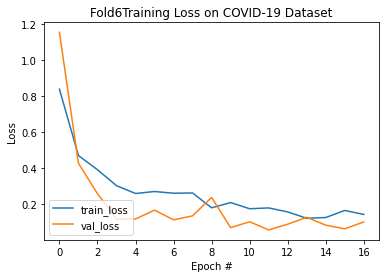 Fold6Training Loss on COVID-19 Dataset
Loss
1.2
1.0
0.8
0.6
0.4
0.2
train_loss
val_loss
0 2 4 6 8 10 12 14 16
Epoch #